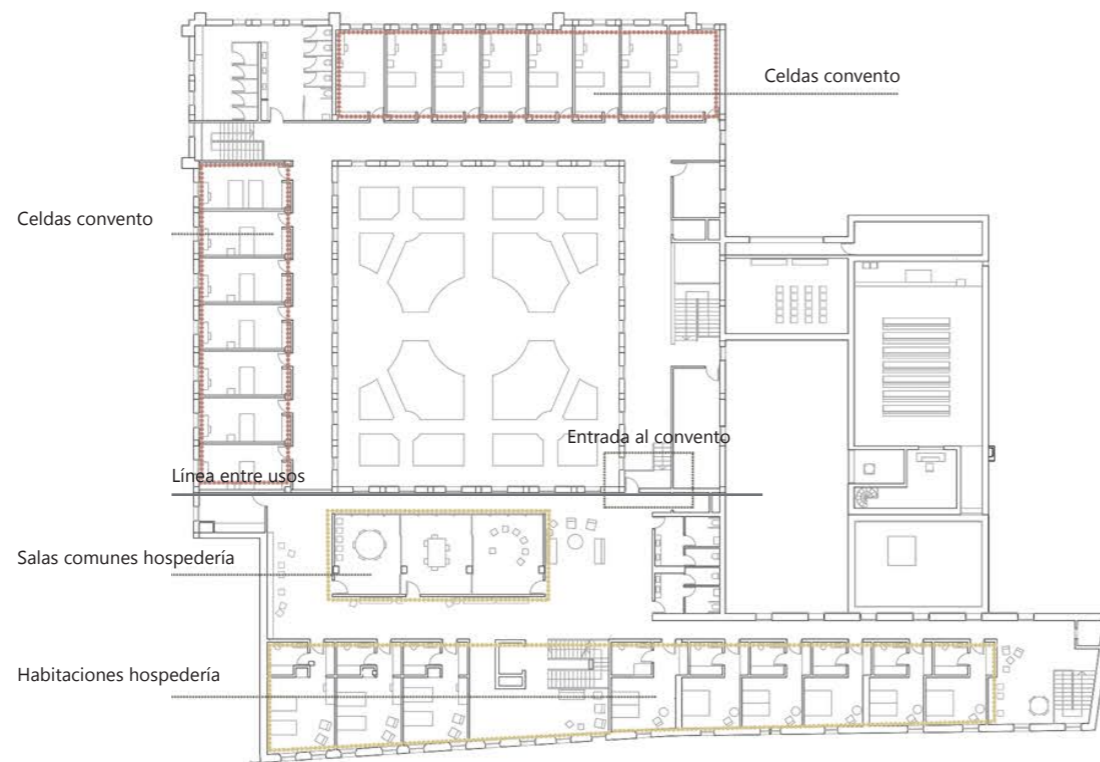 Celdas convento
Celdas convento
Entrada al convento
Línea entre usos
Salas comunes hospedería
Habitaciones hospedería